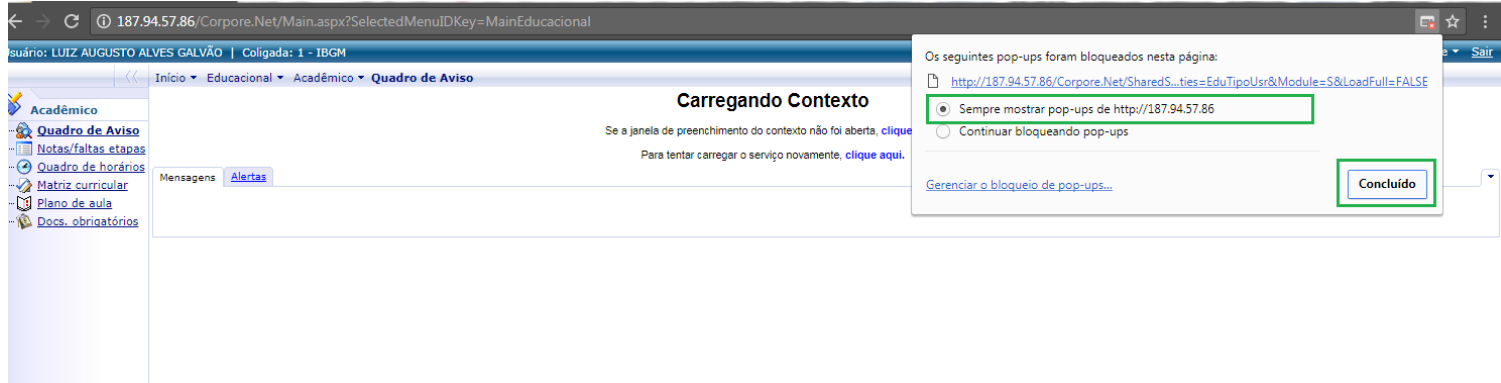 187.94.57.86/Corpore.Net/Main.aspx?SelectedMenuIDKey=MainEducacional
Usuário: LUIZ AUGUSTO ALVES GALVÃO | Coligada: 1 - IBGM
Sair
Início Educacional Acadêmico Quadro de Aviso
Acadêmico
Quadro de Aviso
Notas/faltas etapas
Quadro de horários
Matriz curricular
Plano de aula
Docs. obrigatórios
Carregando Contexto
Se a janela de preenchimento do contexto não foi aberta, clique
Para tentar carregar o serviço novamente, clique aqui.
Mensagens Alertas
Os seguintes pop-ups foram bloqueados nesta página:
http://187.94.57.86/Corpore.Net/SharedS...ties=EduTipoUsr&Module=S&LoadFull=FALSE
Sempre mostrar pop-ups de http://187.94.57.86
Continuar bloqueando pop-ups
Gerenciar o bloqueio de pop-ups...
Concluído